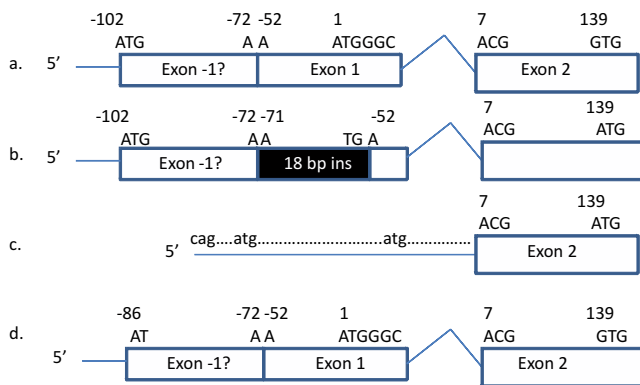 -102 -72 -52 1 7 139
ATG A A ATGGGC ACG GTG
a. 5' Exon -1? Exon 1 Exon 2
-102 -72 -71 -52 7 139
ATG A A TG A ACG ATG
b. 5' Exon -1? 18 bp ins
7 139
cag....atg............................atg............. ACG ATG
c. 5' Exon 2
-86 -72 -52 1 7 139
AT A A ATGGGC ACG GTG
d. 5' Exon -1? Exon 1 Exon 2